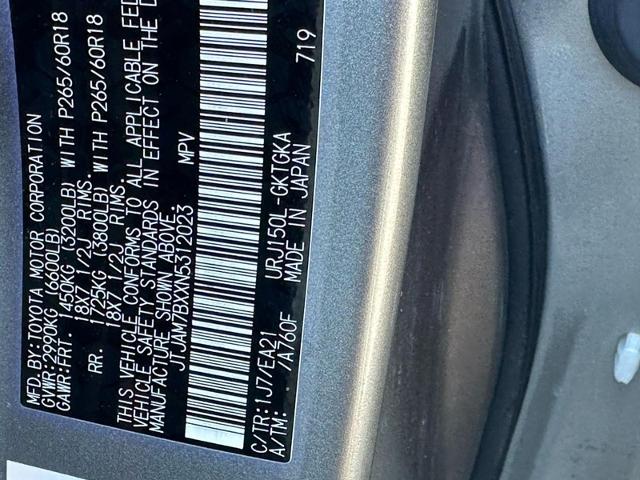 MFD.BY:TOYOTA MOTOR CORPORATION
GVWR:2990KG (6600LB)
GAWR:FRT. 1450KG (3200LB) WITH P265/60R18
18X7 1/2J RIMS.
RR. 1725KG (3800LB) WITH P265/60R18
18X7 1/2J RIMS.
THIS VEHICLE CONFORMS TO ALL APPLICABLE FED
VEHICLE SAFETY STANDARDS IN EFFECT ON THE D
MANUFACTURE SHOWN ABOVE.
JTJAM7BXXN5312023 MPV
C/TR:1J7/EA21 URJ150L-GKTGKA
A/TM: /A760F MADE IN JAPAN 719